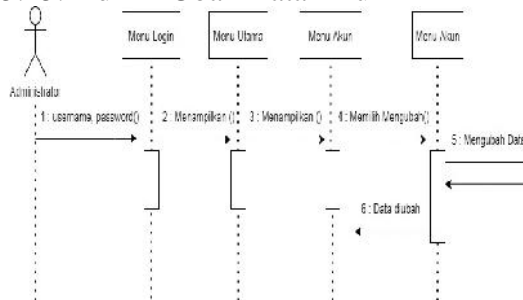 Menu Login
Menu Utama
Menu Akun
Menu Akun
Administrator
1 : username, password()
2 : Menampilkan ()
3 : Menampilkan ()
4 : Memilih Mengubah()
5 : Mengubah Data
6 : Data diubah